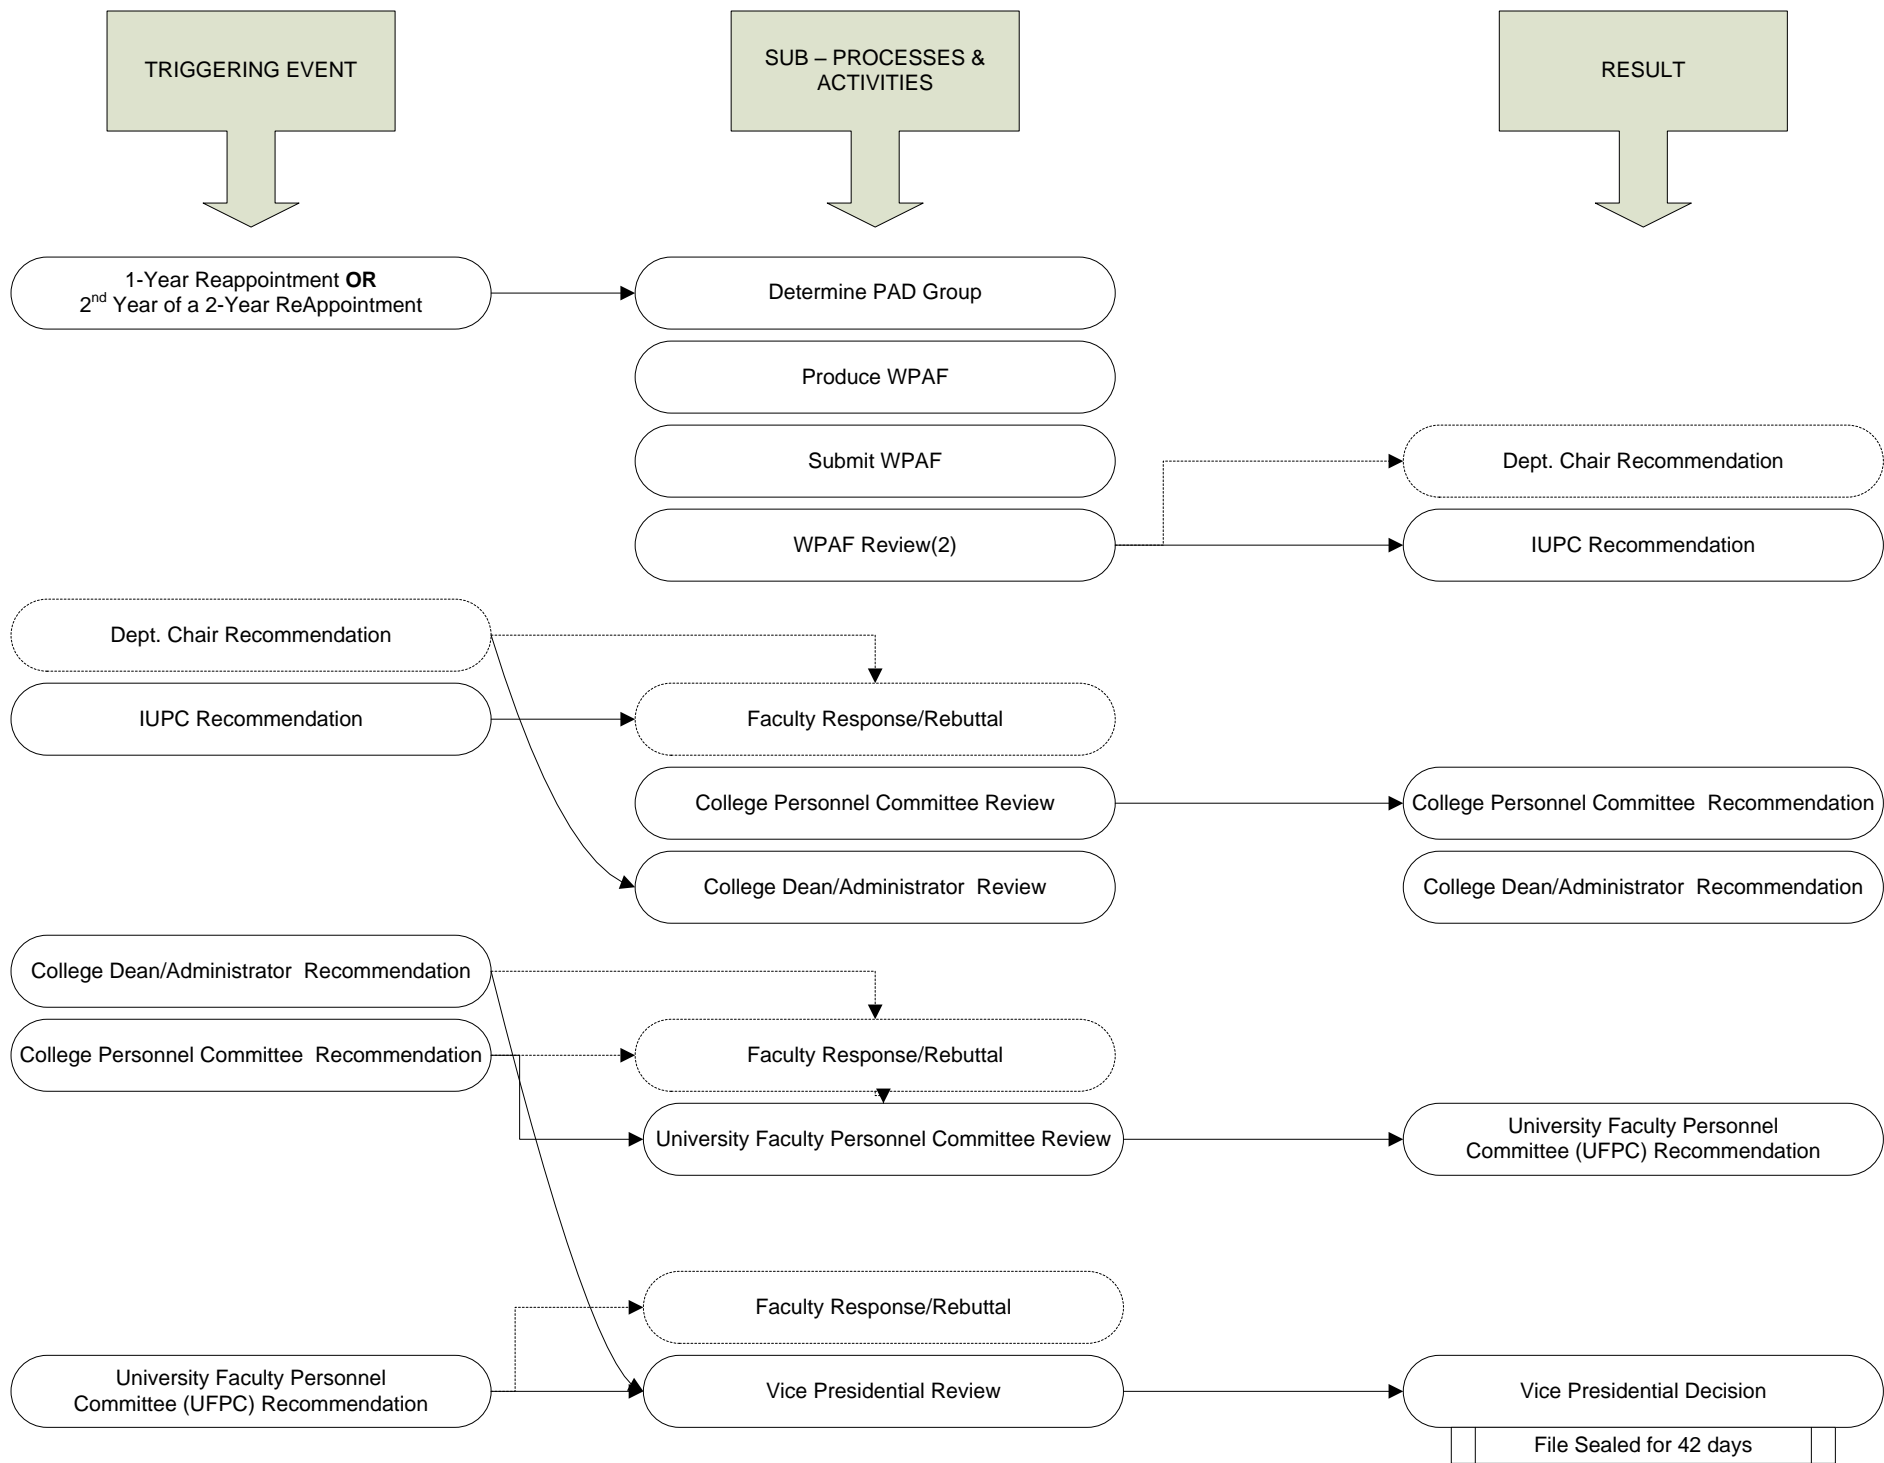 TRIGGERING EVENT
SUB – PROCESSES &
ACTIVITIES
RESULT
1-Year Reappointment OR
2nd Year of a 2-Year ReAppointment
Determine PAD Group
Produce WPAF
Submit WPAF
Dept. Chair Recommendation
WPAF Review(2)
IUPC Recommendation
Dept. Chair Recommendation
IUPC Recommendation
Faculty Response/Rebuttal
College Personnel Committee Review
College Personnel Committee Recommendation
College Dean/Administrator Review
College Dean/Administrator Recommendation
College Dean/Administrator Recommendation
College Personnel Committee Recommendation
Faculty Response/Rebuttal
University Faculty Personnel Committee Review
University Faculty Personnel
Committee (UFPC) Recommendation
Faculty Response/Rebuttal
University Faculty Personnel
Committee (UFPC) Recommendation
Vice Presidential Review
Vice Presidential Decision
File Sealed for 42 days